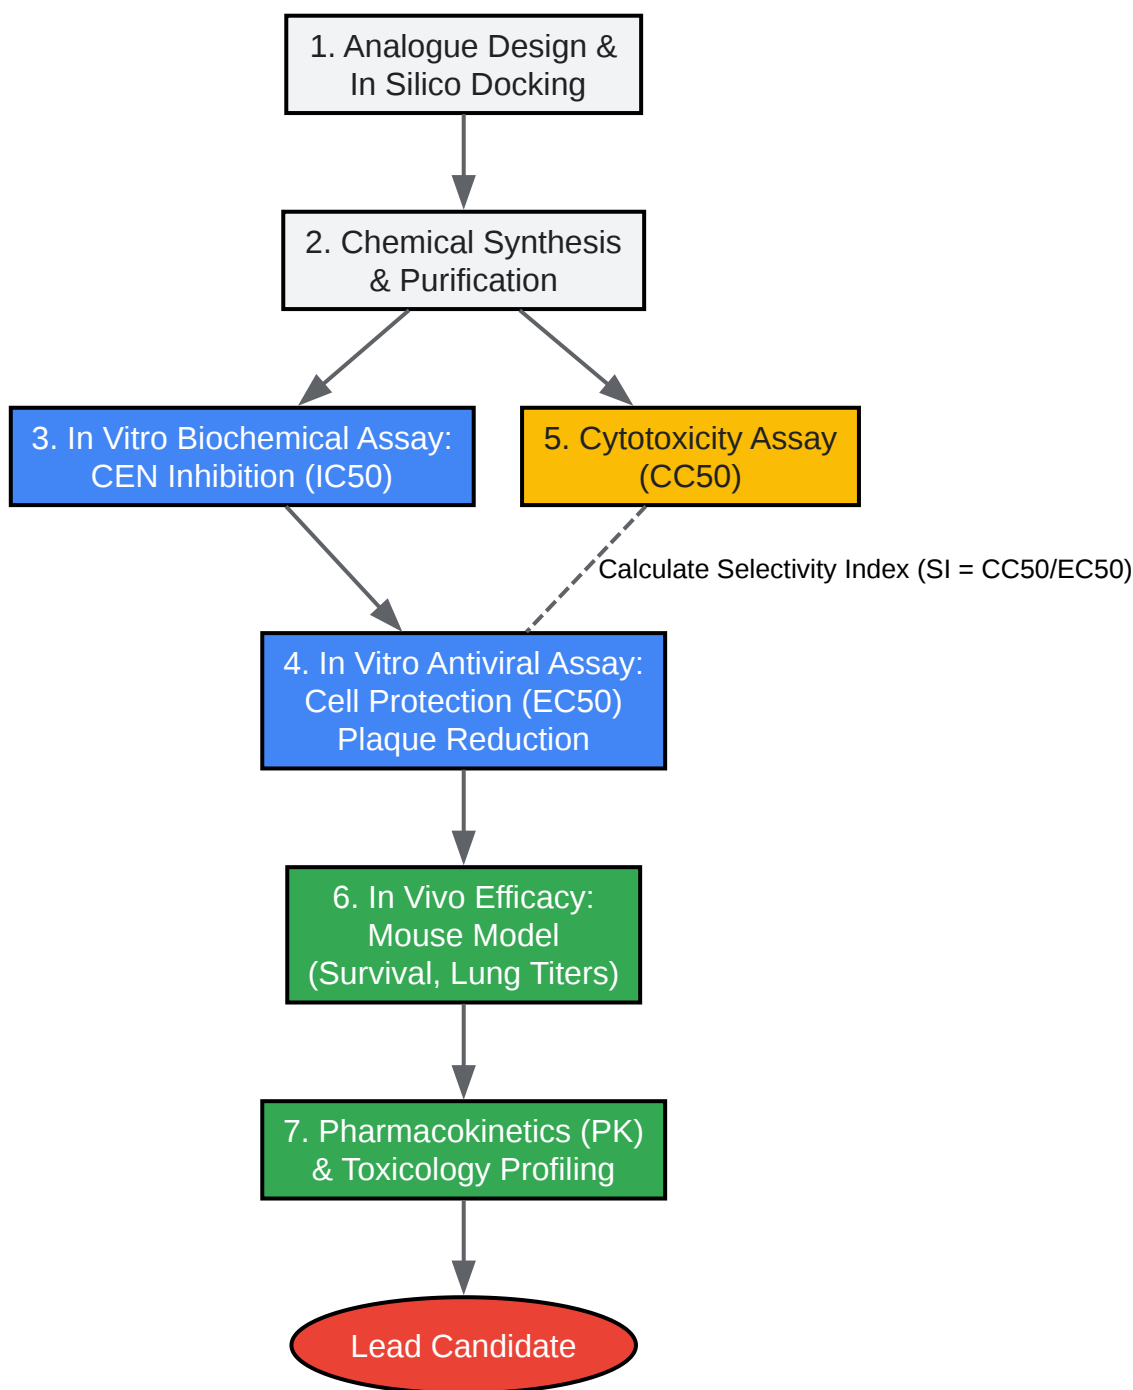 1. Analogue Design &
In Silico Docking
2. Chemical Synthesis
& Purification
3. In Vitro Biochemical Assay:
CEN Inhibition (IC50)
5. Cytotoxicity Assay
(CC50)
Calculate Selectivity Index (SI = CC50/EC50)
4. In Vitro Antiviral Assay:
Cell Protection (EC50)
Plaque Reduction
6. In Vivo Efficacy:
Mouse Model
(Survival, Lung Titers)
7. Pharmacokinetics (PK)
& Toxicology Profiling
Lead Candidate